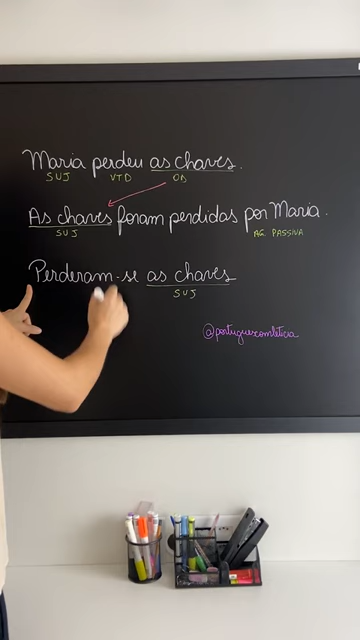 Maria perdeu as chaves.
SUJ VTD OD
As chaves foram perdidas por Maria.
SUJ AG. PASSIVA
Perderam-se as chaves
SUJ
@portuguescomleticia